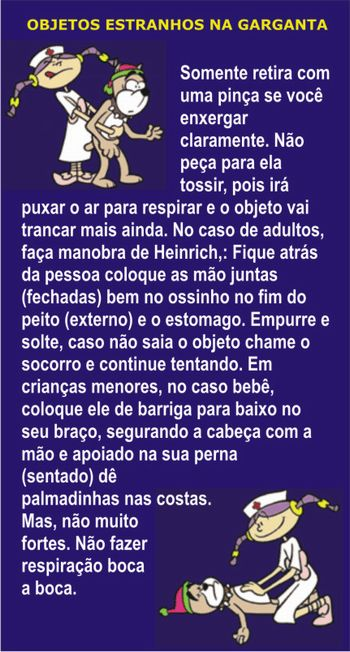 OBJETOS ESTRANHOS NA GARGANTA
Somente retira com
uma pinça se você
enxergar
claramente. Não
peça para ela
tossir, pois irá
puxar o ar para respirar e o objeto vai
trancar mais ainda. No caso de adultos,
faça manobra de Heinrich,: Fique atrás
da pessoa coloque as mão juntas
(fechadas) bem no ossinho no fim do
peito (externo) e o estomago. Empurre e
solte, caso não saia o objeto chame o
socorro e continue tentando. Em
crianças menores, no caso bebê,
coloque ele de barriga para baixo no
seu braço, segurando a cabeça com a
mão e apoiado na sua perna
(sentado) dê
palmadinhas nas costas.
Mas, não muito
fortes. Não fazer
respiração boca
a boca.